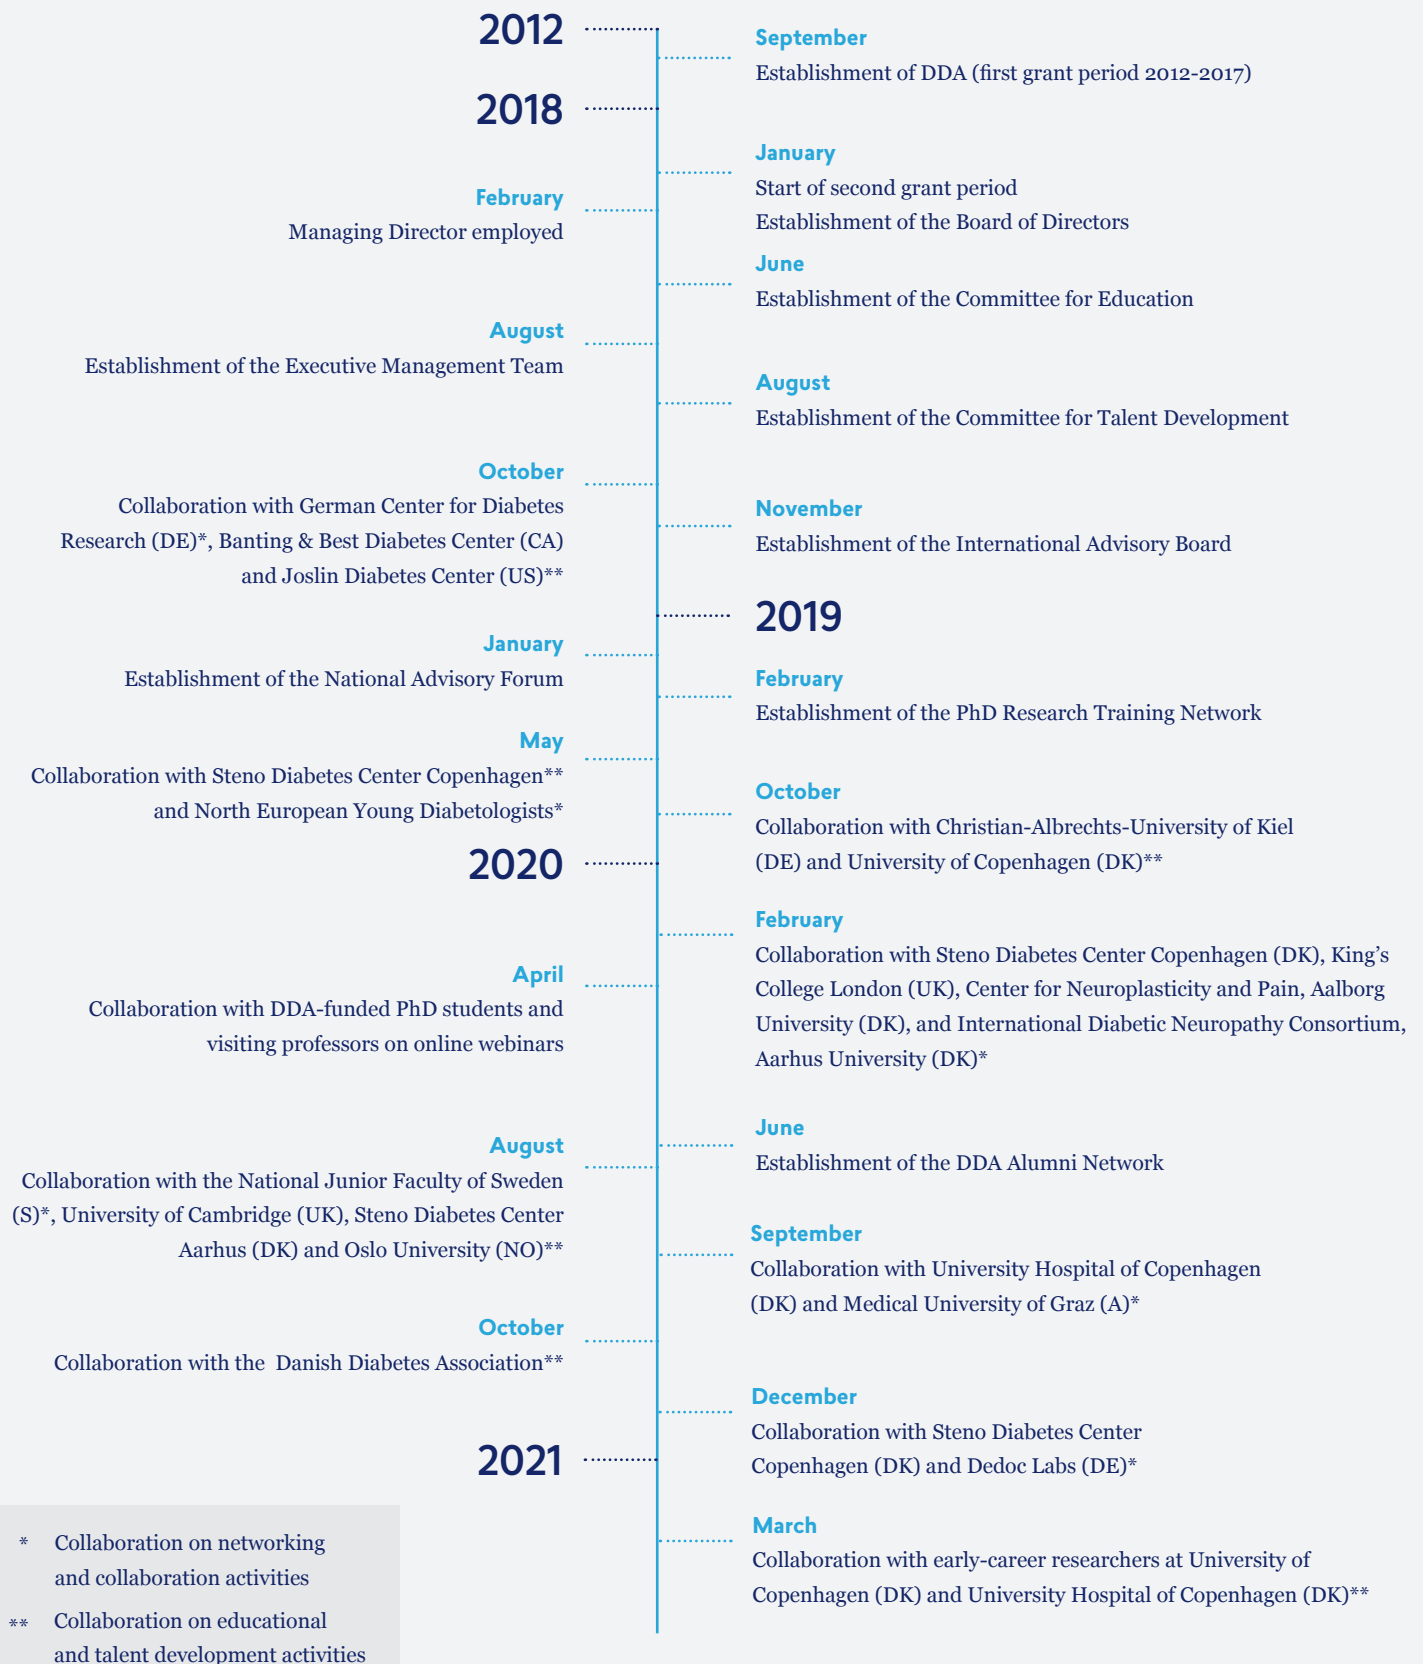 2012
September
Establishment of DDA (first grant period 2012-2017)
2018
January
Start of second grant period
Establishment of the Board of Directors
February
Managing Director employed
June
Establishment of the Committee for Education
August
Establishment of the Executive Management Team
August
Establishment of the Committee for Talent Development
October
Collaboration with German Center for Diabetes
Research (DE)*, Banting & Best Diabetes Center (CA)
and Joslin Diabetes Center (US)**
November
Establishment of the International Advisory Board
2019
January
Establishment of the National Advisory Forum
February
Establishment of the PhD Research Training Network
May
Collaboration with Steno Diabetes Center Copenhagen**
and North European Young Diabetologists*
October
Collaboration with Christian-Albrechts-University of Kiel
(DE) and University of Copenhagen (DK)**
2020
February
Collaboration with Steno Diabetes Center Copenhagen (DK), King’s
College London (UK), Center for Neuroplasticity and Pain, Aalborg
University (DK), and International Diabetic Neuropathy Consortium,
Aarhus University (DK)*
April
Collaboration with DDA-funded PhD students and
visiting professors on online webinars
June
Establishment of the DDA Alumni Network
August
Collaboration with the National Junior Faculty of Sweden
(S)*, University of Cambridge (UK), Steno Diabetes Center
Aarhus (DK) and Oslo University (NO)**
September
Collaboration with University Hospital of Copenhagen
(DK) and Medical University of Graz (A)*
October
Collaboration with the Danish Diabetes Association**
December
Collaboration with Steno Diabetes Center
Copenhagen (DK) and Dedoc Labs (DE)*
2021
March
Collaboration with early-career researchers at University of
Copenhagen (DK) and University Hospital of Copenhagen (DK)**
* Collaboration on networking
and collaboration activities
** Collaboration on educational
and talent development activities